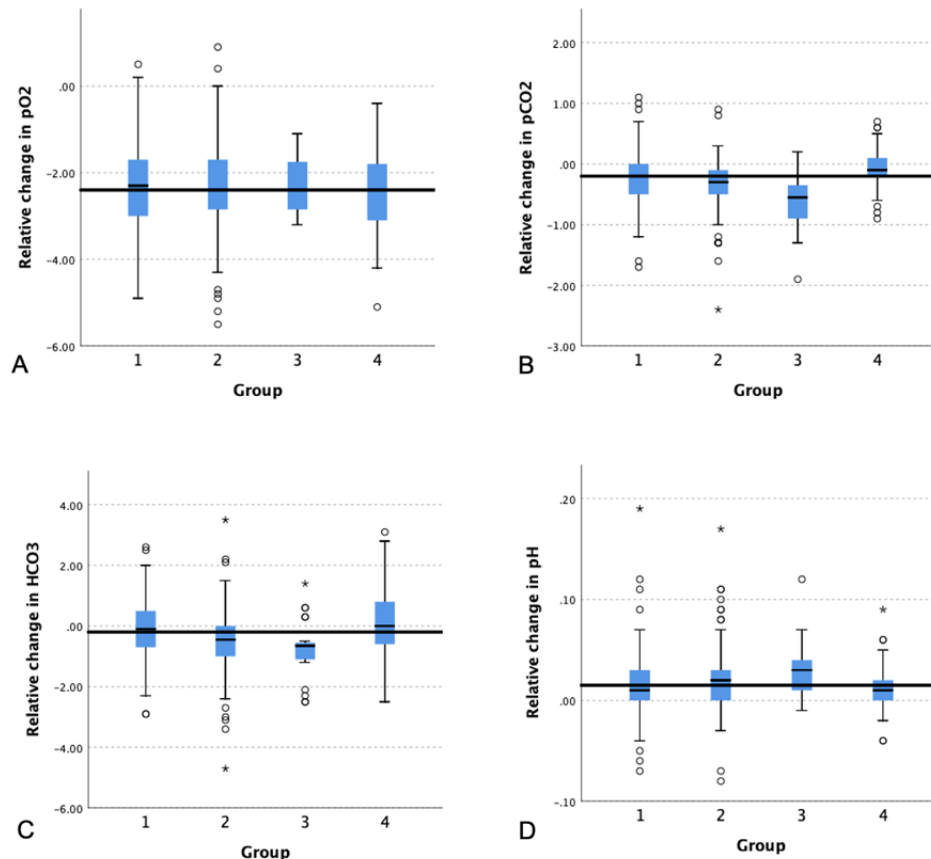 Relative change in pO2
.00
-2.00
-4.00
-6.00
1 2 3 4
Group
A
Relative change in pCO2
2.00
1.00
.00
-1.00
-2.00
-3.00
1 2 3 4
Group
B
Relative change in HCO3
4.00
2.00
.00
-2.00
-4.00
-6.00
1 2 3 4
Group
C
Relative change in pH
.20
.10
.00
-.10
1 2 3 4
Group
D